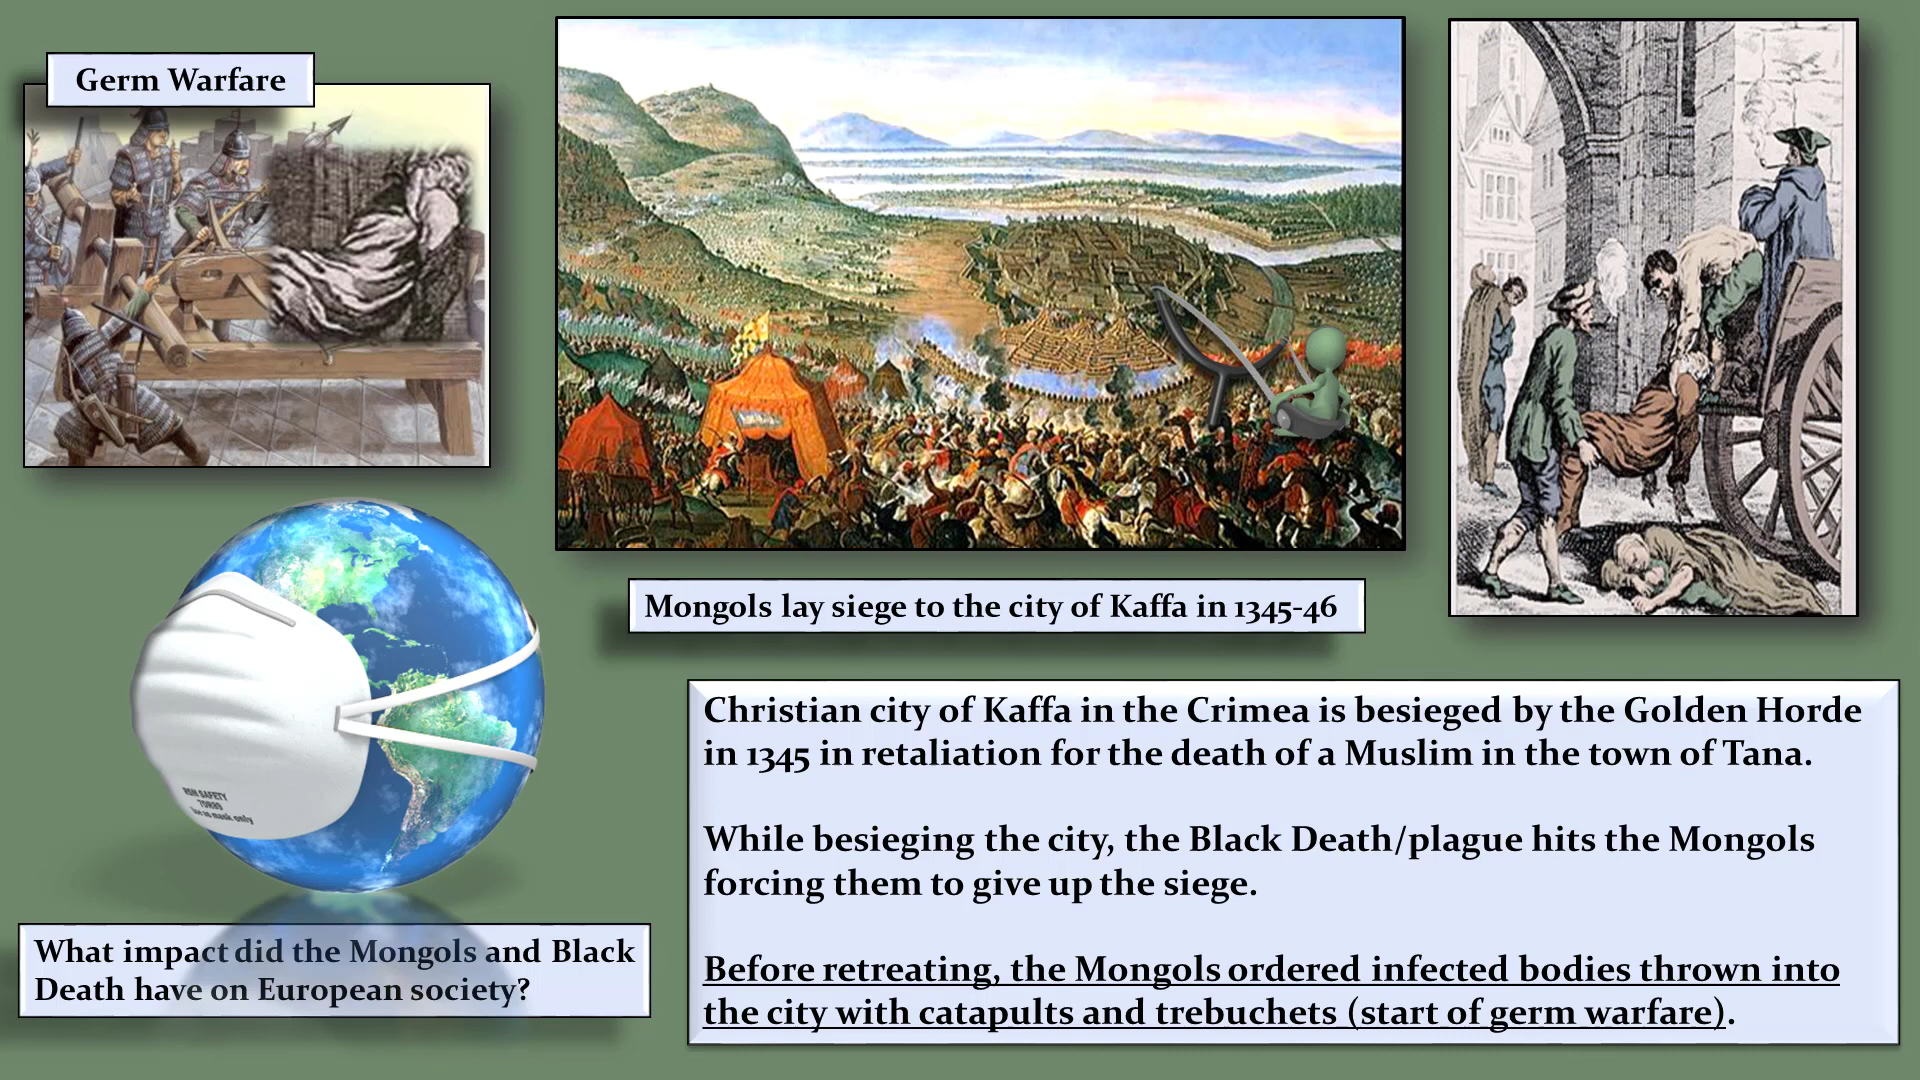 Germ Warfare
Mongols lay siege to the city of Kaffa in 1345-46
RSH SAFETY
What impact did the Mongols and Black
Death have on European society?
Christian city of Kaffa in the Crimea is besieged by the Golden Horde
in 1345 in retaliation for the death of a Muslim in the town of Tana.
While besieging the city, the Black Death/plague hits the Mongols
forcing them to give up the siege.
Before retreating, the Mongols ordered infected bodies thrown into
the city with catapults and trebuchets (start of germ warfare).